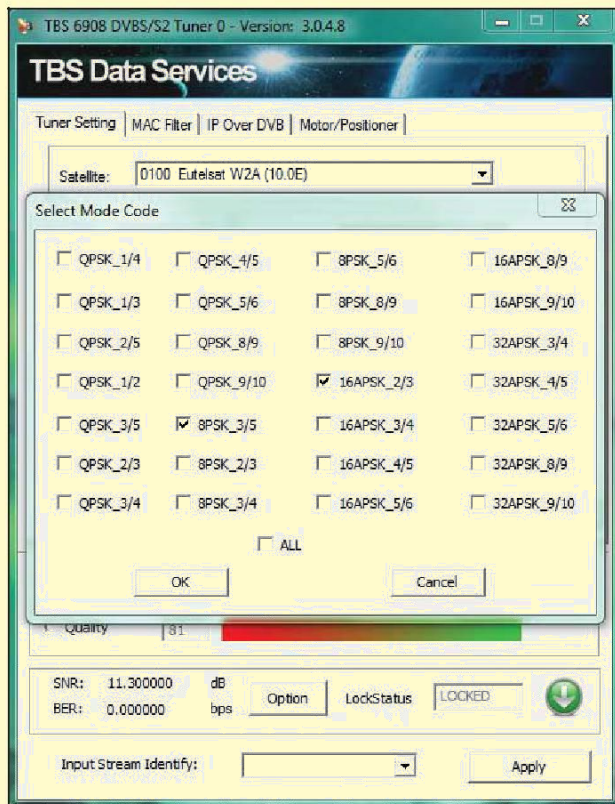 TBS 6908 DVBS/S2 Tuner 0 - Version: 3.0.4.8
TBS Data Services
Tuner Setting MAC Filter IP Over DVB Motor/Positioner
Satellite: 0100 Eutelsat W2A (10.0E)
Select Mode Code
QPSK_1/4 QPSK_4/5 8PSK_5/6 16APSK_8/9
QPSK_1/3 QPSK_5/6 8PSK_8/9 16APSK_9/10
QPSK_2/5 QPSK_8/9 8PSK_9/10 32APSK_3/4
QPSK_1/2 QPSK_9/10 16APSK_2/3 32APSK_4/5
QPSK_3/5 8PSK_3/5 16APSK_3/4 32APSK_5/6
QPSK_2/3 8PSK_2/3 16APSK_4/5 32APSK_8/9
QPSK_3/4 8PSK_3/4 16APSK_5/6 32APSK_9/10
ALL
OK Cancel
Quality 81
SNR: 11.300000 dB Option LockStatus LOCKED
BER: 0.000000 bps
Input Stream Identify: Apply